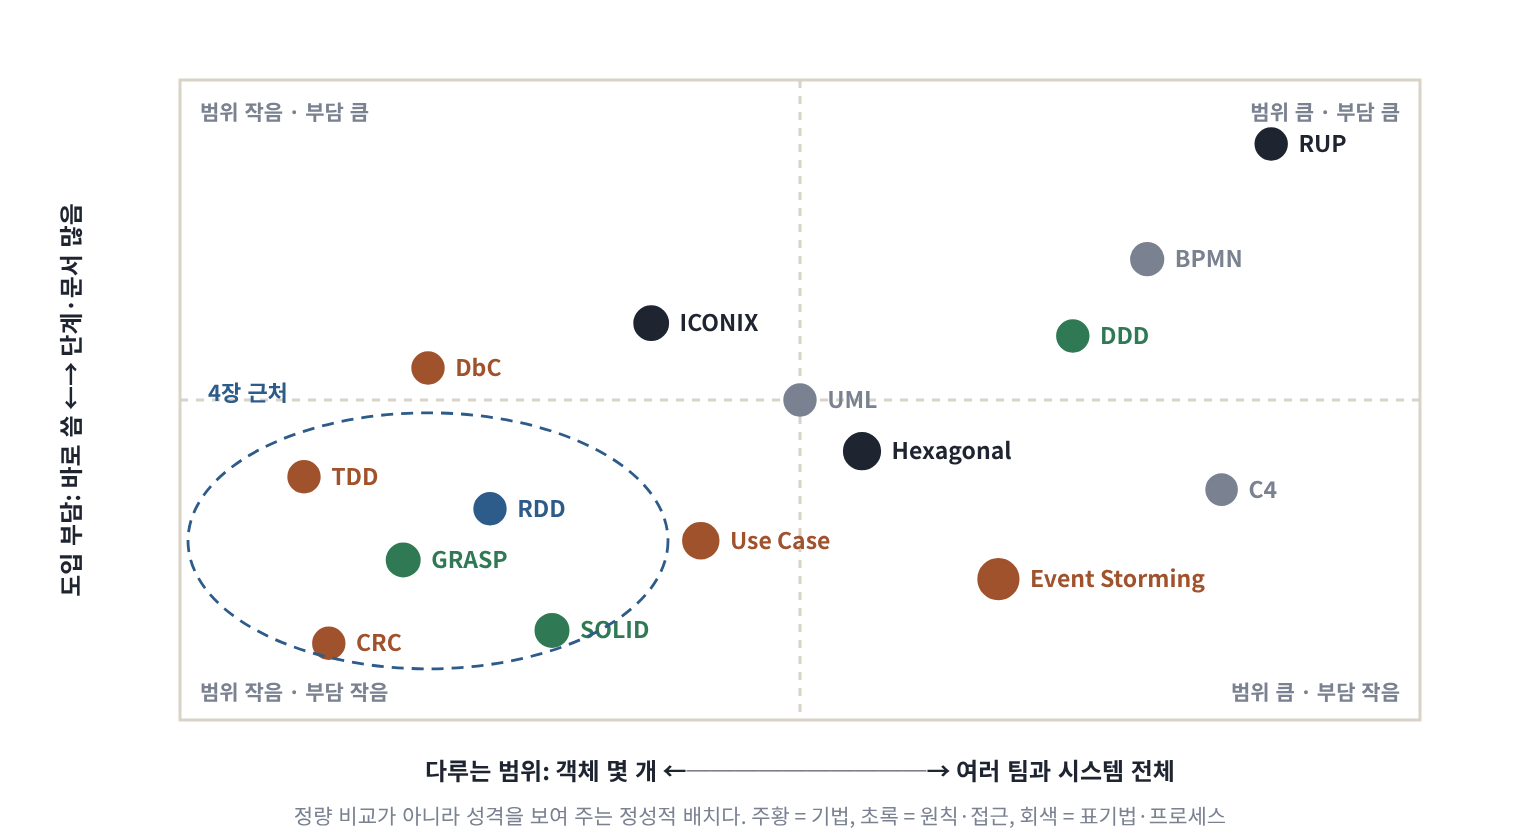 범위 작음 · 부담 큼
범위 큼 · 부담 큼
RUP
BPMN
ICONIX
DDD
DbC
4장 근처
UML
Hexagonal
TDD
C4
RDD
Use Case
GRASP
Event Storming
SOLID
CRC
범위 작음 · 부담 작음
범위 큼 · 부담 작음
도입 부담: 바로 씀 ⟷ 단계·문서 많음
다루는 범위: 객체 몇 개 ←――――→ 여러 팀과 시스템 전체
정량 비교가 아니라 성격을 보여 주는 정성적 배치다. 주황 = 기법, 초록 = 원칙·접근, 회색 = 표기법·프로세스